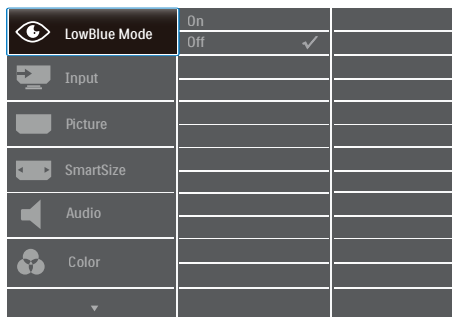 LowBlue Mode
On
Off
Input
Picture
SmartSize
Audio
Color